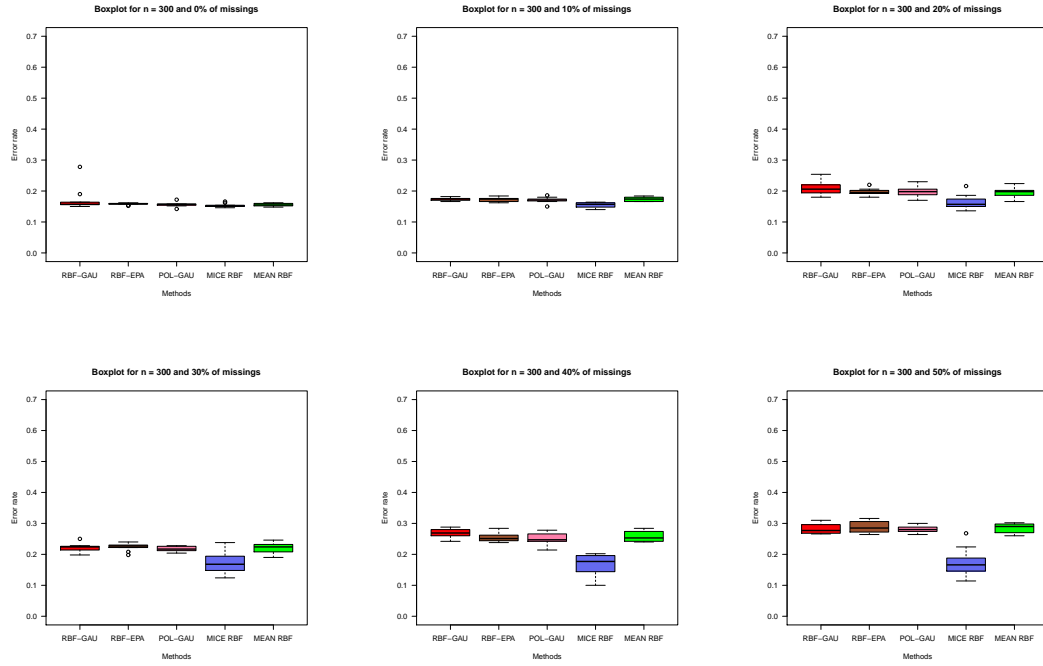 Boxplot for n = 300 and 0% of missings
0.7
0.6
0.5
0.4
0.3
0.2
0.1
0.0
Error rate
RBF−GAU RBF−EPA POL−GAU MICE RBF MEAN RBF
Methods
Boxplot for n = 300 and 10% of missings
0.7
0.6
0.5
0.4
0.3
0.2
0.1
0.0
Error rate
RBF−GAU RBF−EPA POL−GAU MICE RBF MEAN RBF
Methods
Boxplot for n = 300 and 20% of missings
0.7
0.6
0.5
0.4
0.3
0.2
0.1
0.0
Error rate
RBF−GAU RBF−EPA POL−GAU MICE RBF MEAN RBF
Methods
Boxplot for n = 300 and 30% of missings
0.7
0.6
0.5
0.4
0.3
0.2
0.1
0.0
Error rate
RBF−GAU RBF−EPA POL−GAU MICE RBF MEAN RBF
Methods
Boxplot for n = 300 and 40% of missings
0.7
0.6
0.5
0.4
0.3
0.2
0.1
0.0
Error rate
RBF−GAU RBF−EPA POL−GAU MICE RBF MEAN RBF
Methods
Boxplot for n = 300 and 50% of missings
0.7
0.6
0.5
0.4
0.3
0.2
0.1
0.0
Error rate
RBF−GAU RBF−EPA POL−GAU MICE RBF MEAN RBF
Methods